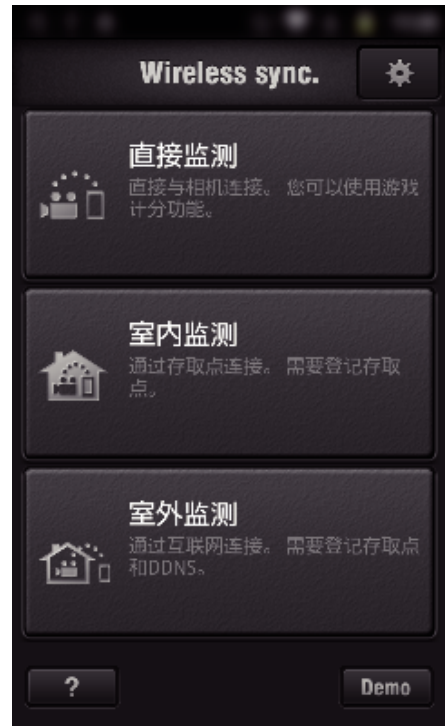 Wireless sync.
直接监测
直接与相机连接。 您可以使用游戏
计分功能。
室内监测
通过存取点连接。 需要登记存取
点。
室外监测
通过互联网连接。 需要登记存取点
和DDNS。
?
Demo